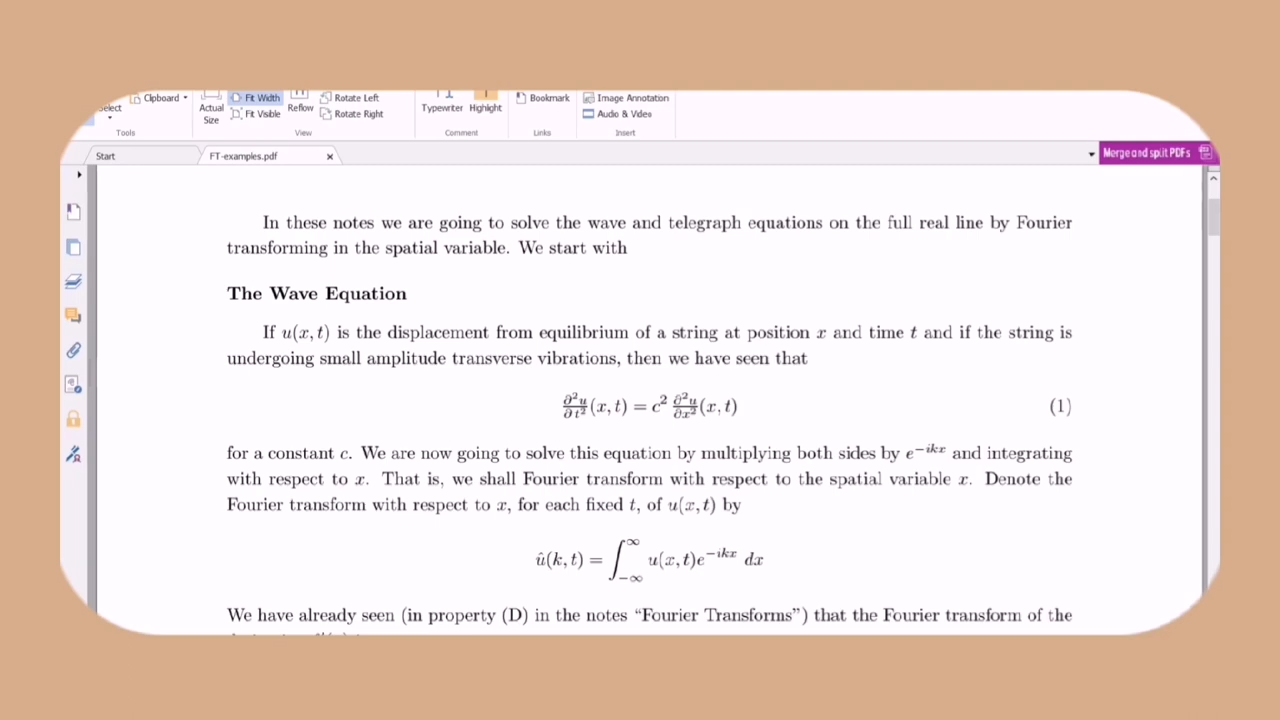 Select
Clipboard
Actual Size
Fit Width
Fit Visible
Reflow
Rotate Left
Rotate Right
Typewriter
Highlight
Bookmark
Image Annotation
Audio & Video
Tools
View
Comment
Links
Insert
Start
FT-examples.pdf
Merge and split PDFs
In these notes we are going to solve the wave and telegraph equations on the full real line by Fourier
transforming in the spatial variable. We start with
The Wave Equation
If u(x, t) is the displacement from equilibrium of a string at position x and time t and if the string is
undergoing small amplitude transverse vibrations, then we have seen that
∂²u/∂t² (x, t) = c² ∂²u/∂x² (x, t) (1)
for a constant c. We are now going to solve this equation by multiplying both sides by e^{−ikx} and integrating
with respect to x. That is, we shall Fourier transform with respect to the spatial variable x. Denote the
Fourier transform with respect to x, for each fixed t, of u(x, t) by
û(k, t) = ∫_{−∞}^{∞} u(x, t)e^{−ikx} dx
We have already seen (in property (D) in the notes “Fourier Transforms”) that the Fourier transform of the